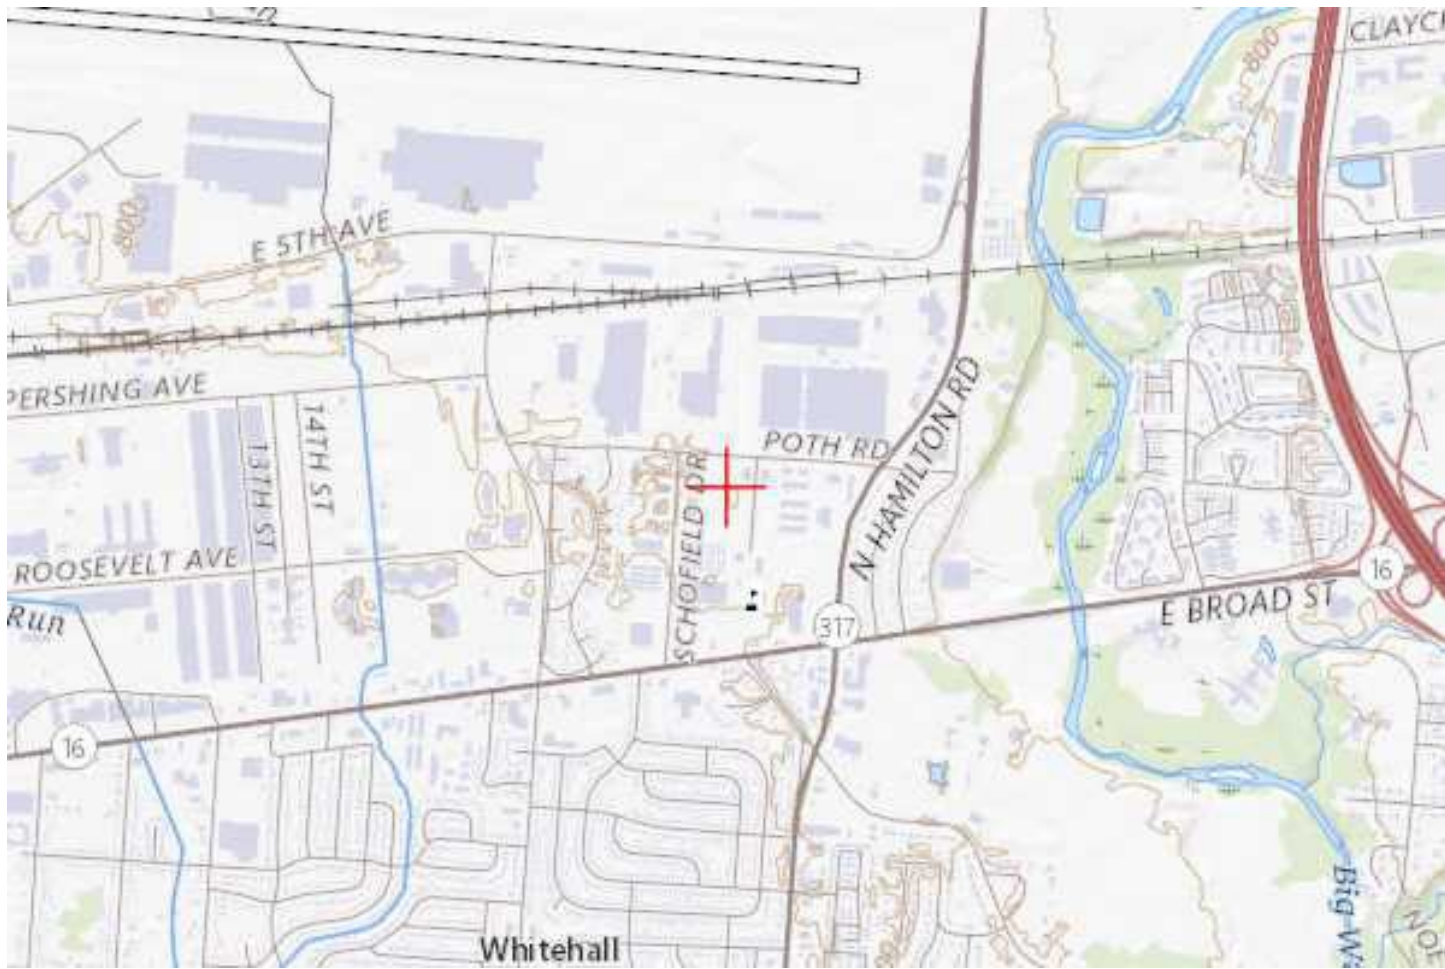 CLAYC
800
E 5TH AVE
800
PERSHING AVE
N HAMILTON RD
14TH ST
13TH ST
POTH RD
SCHOFIELD DR
ROOSEVELT AVE
16
E BROAD ST
Run
317
16
Big W
NOE
Whitehall